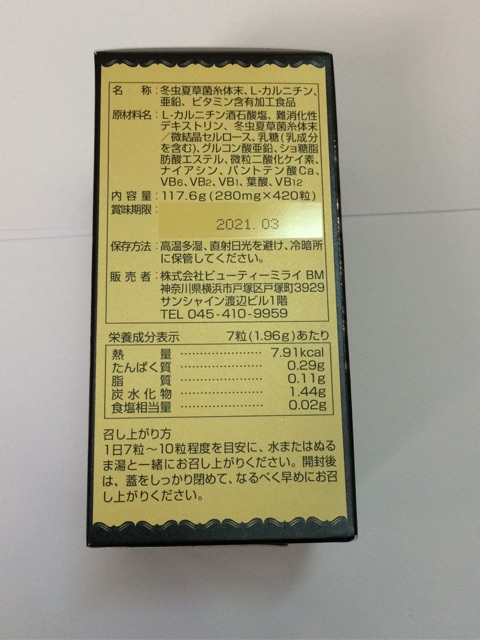 名　　称：冬虫夏草菌糸体末、L-カルニチン、
亜鉛、ビタミン含有加工食品
原材料名：L-カルニチン酒石酸塩、難消化性
デキストリン、冬虫夏草菌糸体末
／微結晶セルロース、乳糖(乳成分
を含む)、グルコン酸亜鉛、ショ糖脂
肪酸エステル、微粒二酸化ケイ素、
ナイアシン、パントテン酸Ca、
VB6、VB2、VB1、葉酸、VB12
内容量：117.6g(280mg×420粒)
賞味期限：
2021.03
保存方法：高温多湿、直射日光を避け、冷暗所
に保管してください。
販売者：株式会社ビューティーミライ BM
神奈川県横浜市戸塚区戸塚町3929
サンシャイン渡辺ビル1階
TEL 045-410-9959
栄養成分表示　7粒(1.96g)あたり
熱量 ………………… 7.91kcal
たんぱく質 ………………… 0.29g
脂質 ………………… 0.11g
炭水化物 ………………… 1.44g
食塩相当量 ………………… 0.02g
召し上がり方
1日7粒～10粒程度を目安に、水またはぬる
ま湯と一緒にお召し上がりください。開封後
は、蓋をしっかり閉めて、なるべく早めにお召
し上がりください。